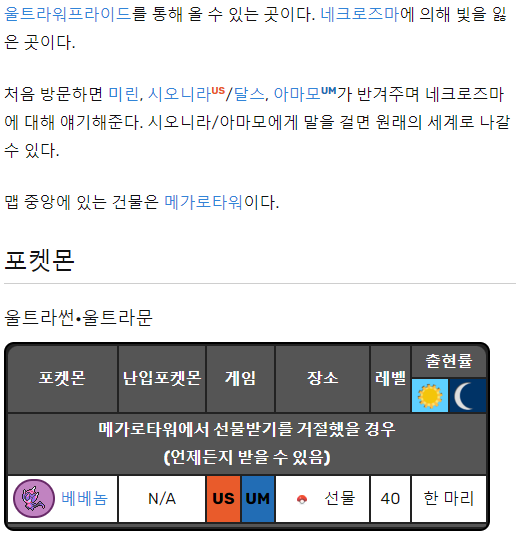 울트라워프라이드를 통해 올 수 있는 곳이다. 네크로즈마에 의해 빛을 잃
은 곳이다.
처음 방문하면 미린, 시오니라US/달스, 아마모UM가 반겨주며 네크로즈마
에 대해 얘기해준다. 시오니라/아마모에게 말을 걸면 원래의 세계로 나갈
수 있다.
맵 중앙에 있는 건물은 메가로타워이다.
포켓몬
울트라썬•울트라문
포켓몬 난입포켓몬 게임 장소 레벨 출현률
메가로타워에서 선물받기를 거절했을 경우
(언제든지 받을 수 있음)
베베놈 N/A US UM 선물 40 한 마리